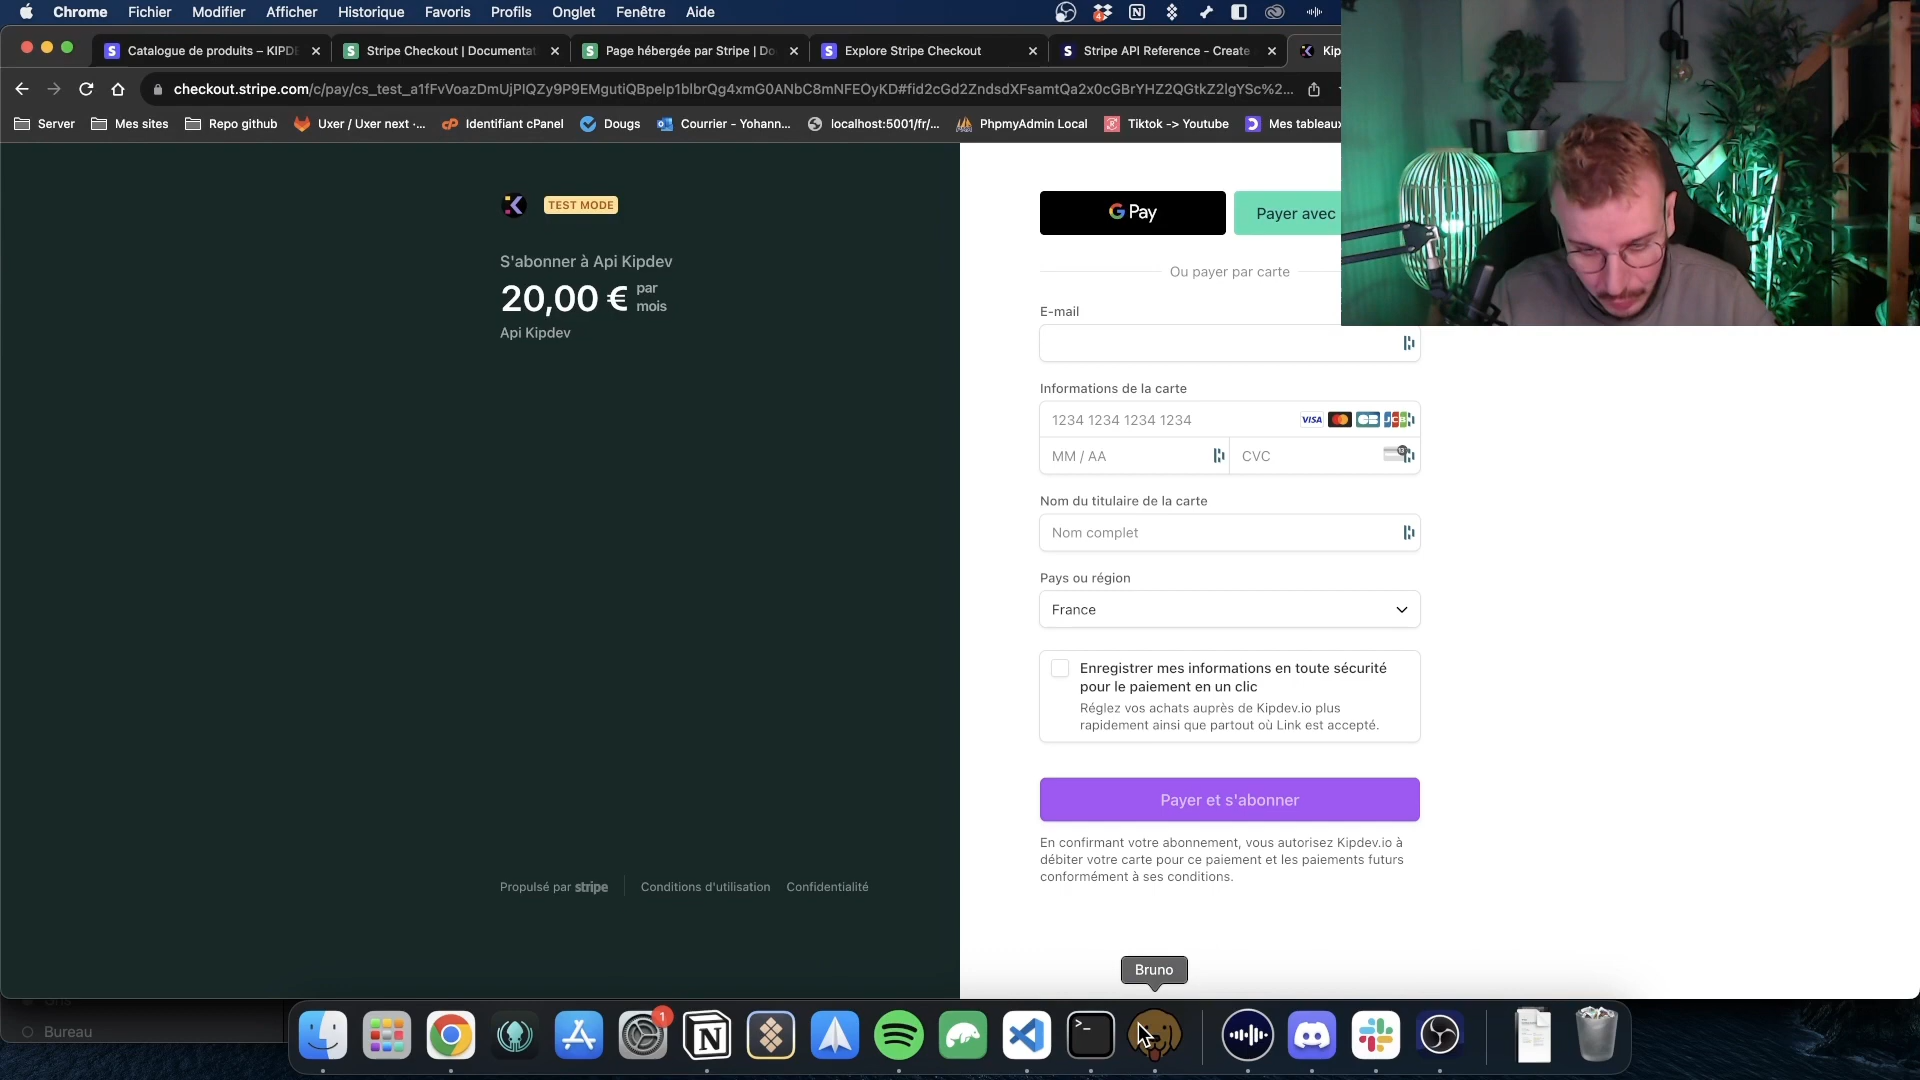 Chrome Fichier Modifier Afficher Historique Favoris Profils Onglet Fenêtre Aide
Catalogue de produits – KIPDE
Stripe Checkout | Documentat
Page hébergée par Stripe | Do
Explore Stripe Checkout
Stripe API Reference - Create
Kip
checkout.stripe.com/c/pay/cs_test_a1fFvVoazDmUjPIQZy9P9EMgutiQBpelp1blbrQg4xmG0ANbC8mNFEOyKD#fid2cGd2ZndsdXFsamtQa2x0cGBrYHZ2QGtkZ2lgYSc%2...
Server Mes sites Repo github Uxer / Uxer next ·... Identifiant cPanel Dougs Courrier - Yohann... localhost:5001/fr/... PhpmyAdmin Local Tiktok -> Youtube Mes tableaux
TEST MODE
S'abonner à Api Kipdev
20,00 € par
mois
Api Kipdev
Propulsé par stripe
Conditions d'utilisation Confidentialité
G Pay
Payer avec
Ou payer par carte
E-mail
Informations de la carte
1234 1234 1234 1234
VISA
MM / AA
CVC
Nom du titulaire de la carte
Nom complet
Pays ou région
France
Enregistrer mes informations en toute sécurité
pour le paiement en un clic
Réglez vos achats auprès de Kipdev.io plus
rapidement ainsi que partout où Link est accepté.
Payer et s'abonner
En confirmant votre abonnement, vous autorisez Kipdev.io à
débiter votre carte pour ce paiement et les paiements futurs
conformément à ses conditions.
Bruno
Bureau
1